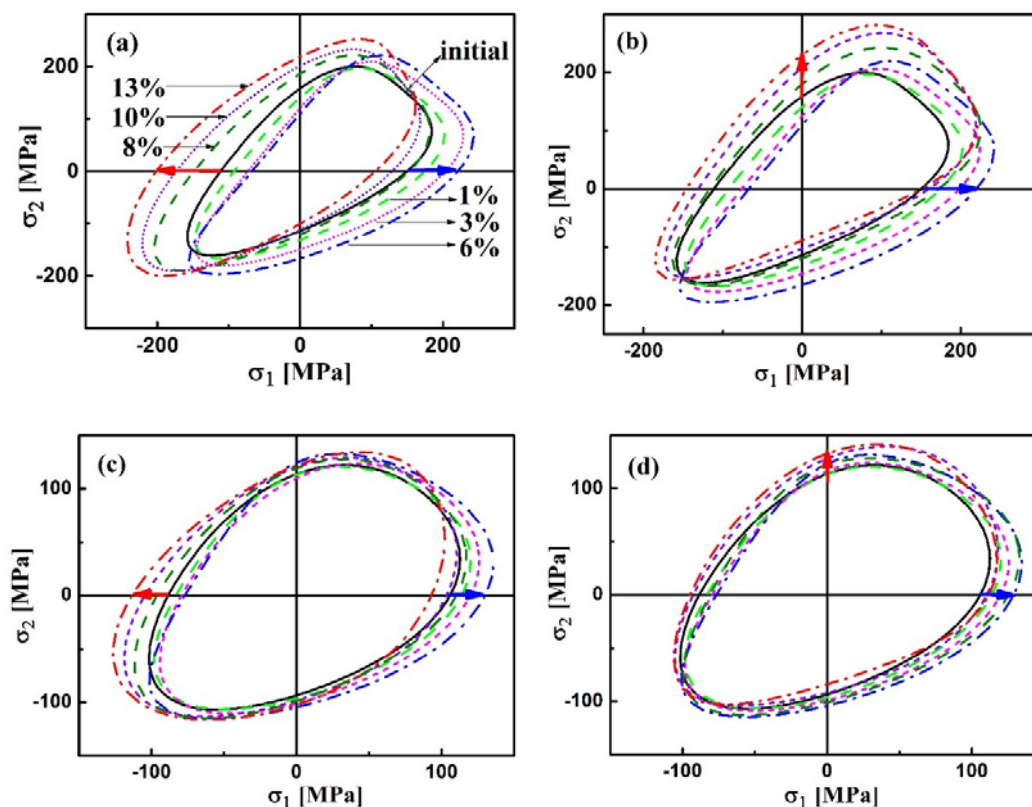 (a)
initial
200
13%
10%
8%
σ₂ [MPa]
0
1%
3%
6%
-200
-200 0 200
σ₁ [MPa]
(b)
200
σ₂ [MPa]
0
-200
-200 0 200
σ₁ [MPa]
(c)
100
σ₂ [MPa]
0
-100
-100 0 100
σ₁ [MPa]
(d)
100
σ₂ [MPa]
0
-100
-100 0 100
σ₁ [MPa]